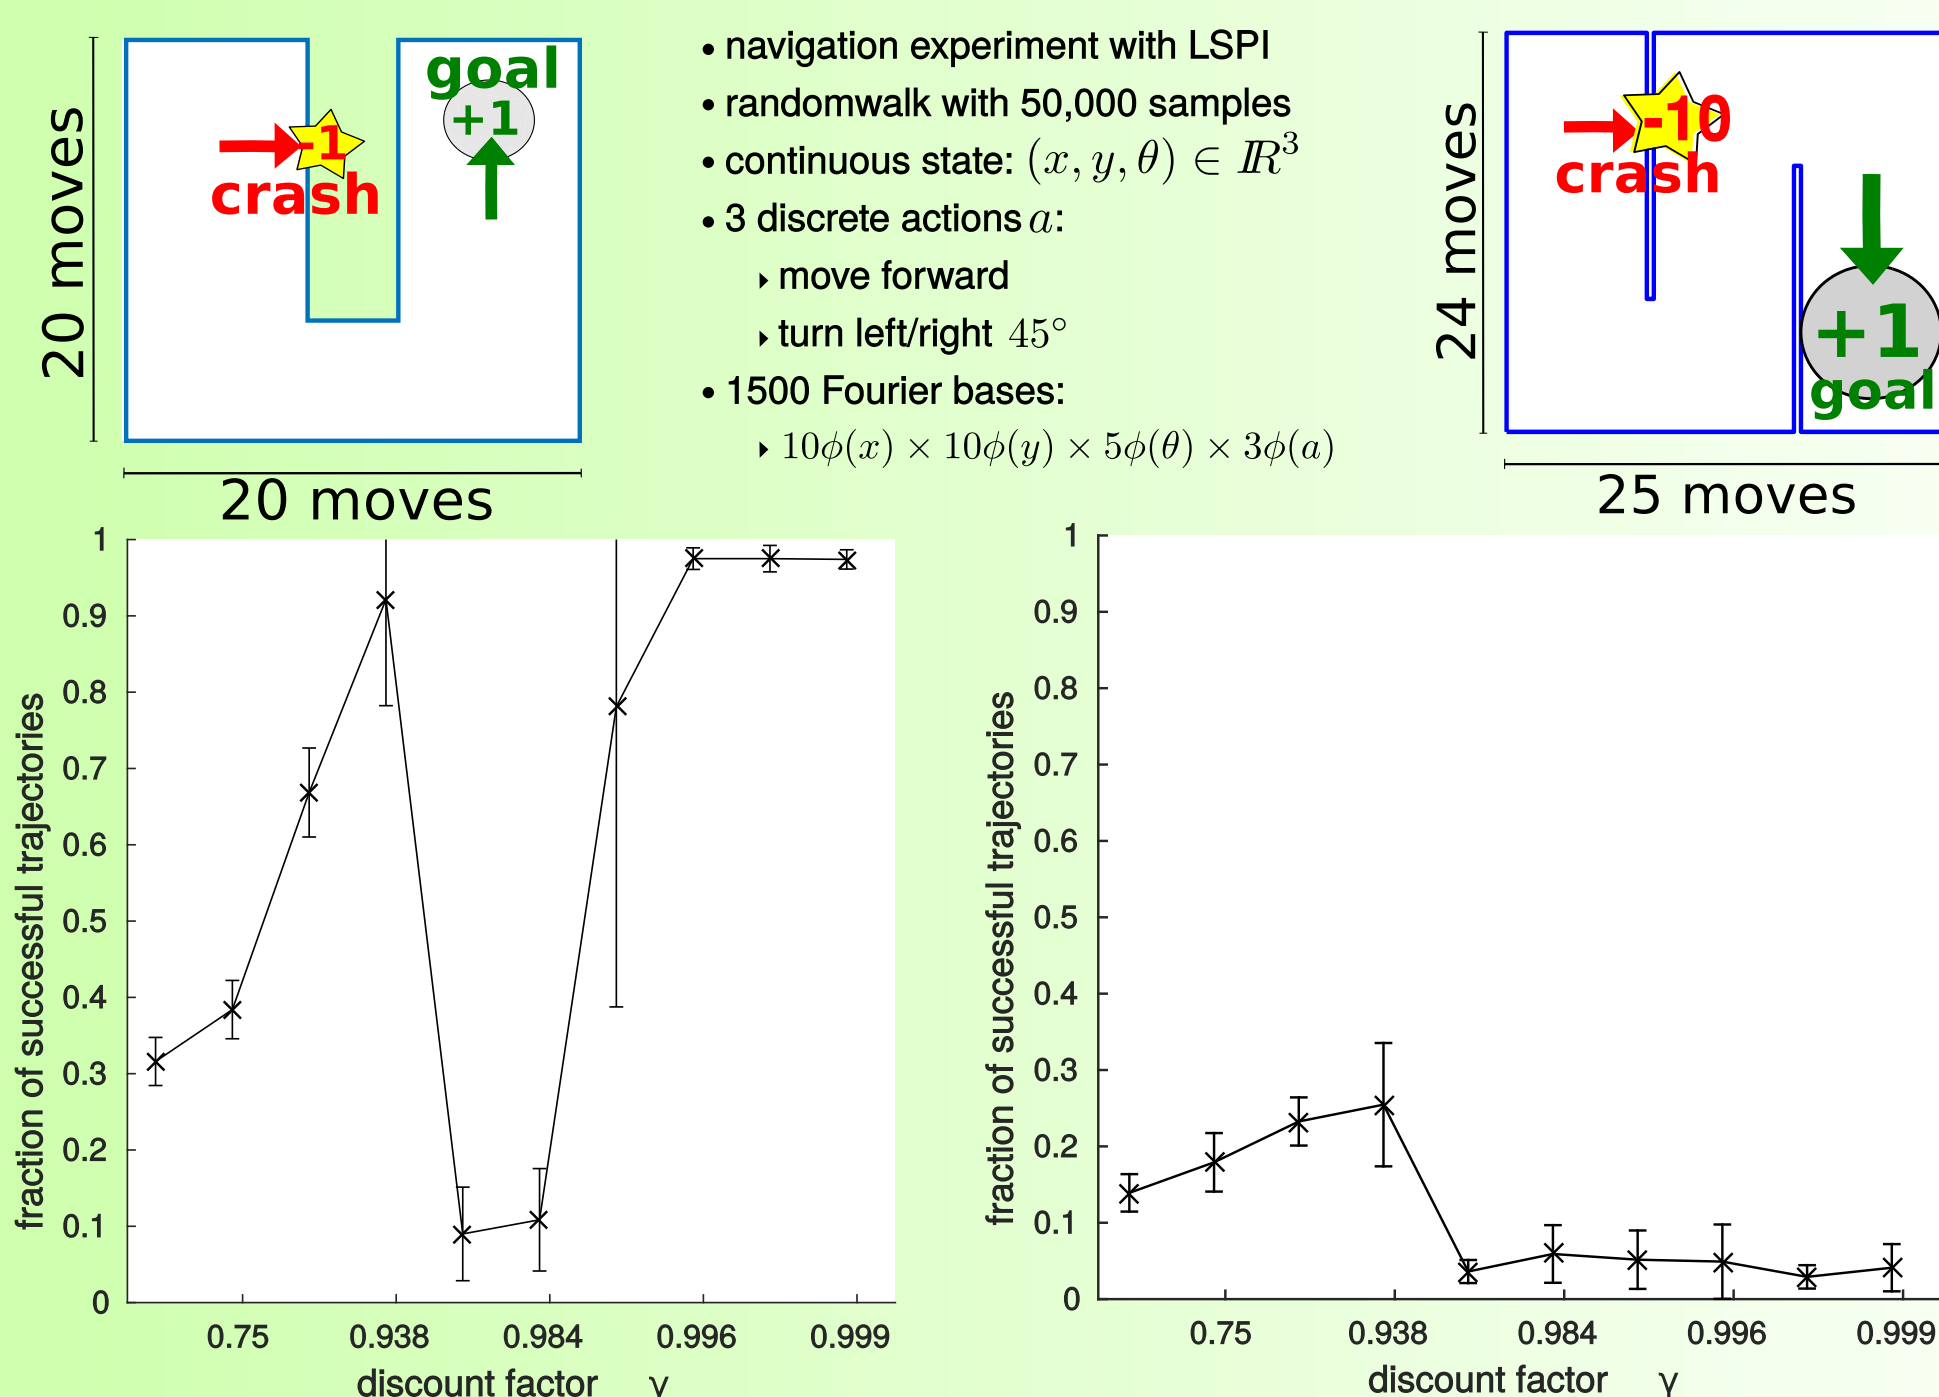 20 moves
goal
+1
-1
crash
20 moves
• navigation experiment with LSPI
• randomwalk with 50,000 samples
• continuous state: (x, y, θ) ∈ ℝ³
• 3 discrete actions a:
▸ move forward
▸ turn left/right 45°
• 1500 Fourier bases:
▸ 10ϕ(x) × 10ϕ(y) × 5ϕ(θ) × 3ϕ(a)
24 moves
-10
crash
+1
goal
25 moves
fraction of successful trajectories
1
0.9
0.8
0.7
0.6
0.5
0.4
0.3
0.2
0.1
0
0.75 0.938 0.984 0.996 0.999
discount factor γ
fraction of successful trajectories
1
0.9
0.8
0.7
0.6
0.5
0.4
0.3
0.2
0.1
0
0.75 0.938 0.984 0.996 0.999
discount factor γ